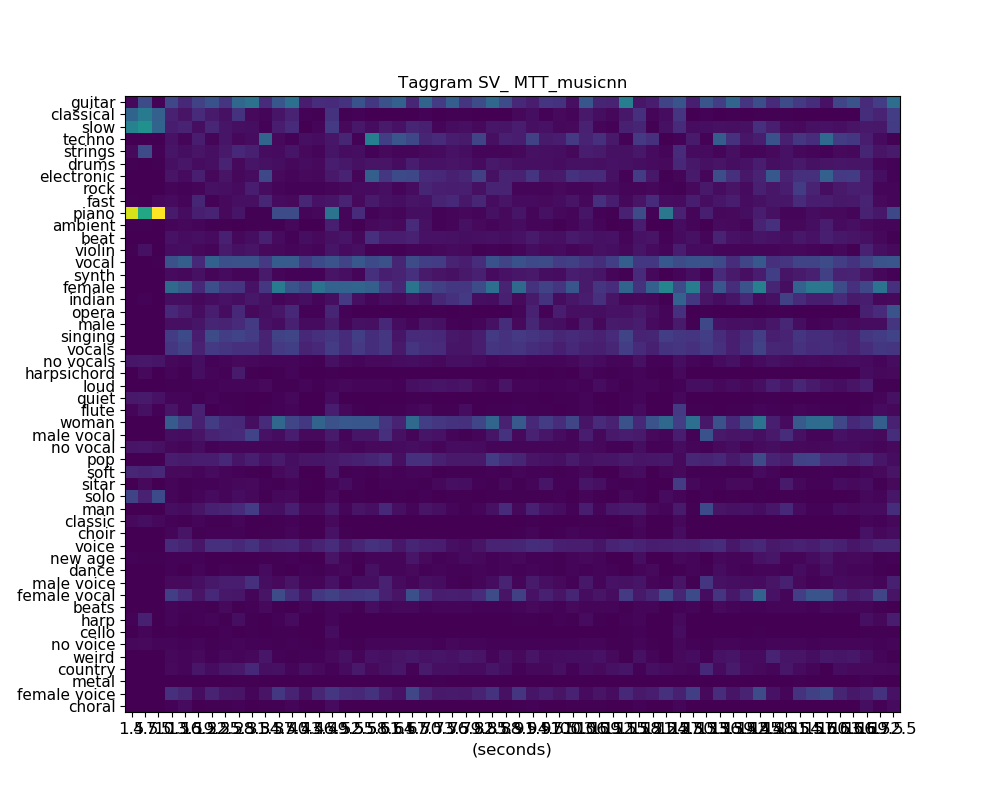 Taggram SV_ MTT_musicnn
guitar
classical
slow
techno
strings
drums
electronic
rock
fast
piano
ambient
beat
violin
vocal
synth
female
indian
opera
male
singing
vocals
no vocals
harpsichord
loud
quiet
flute
woman
male vocal
no vocal
pop
soft
sitar
solo
man
classic
choir
voice
new age
dance
male voice
female vocal
beats
harp
cello
no voice
weird
country
metal
female voice
choral
(seconds)